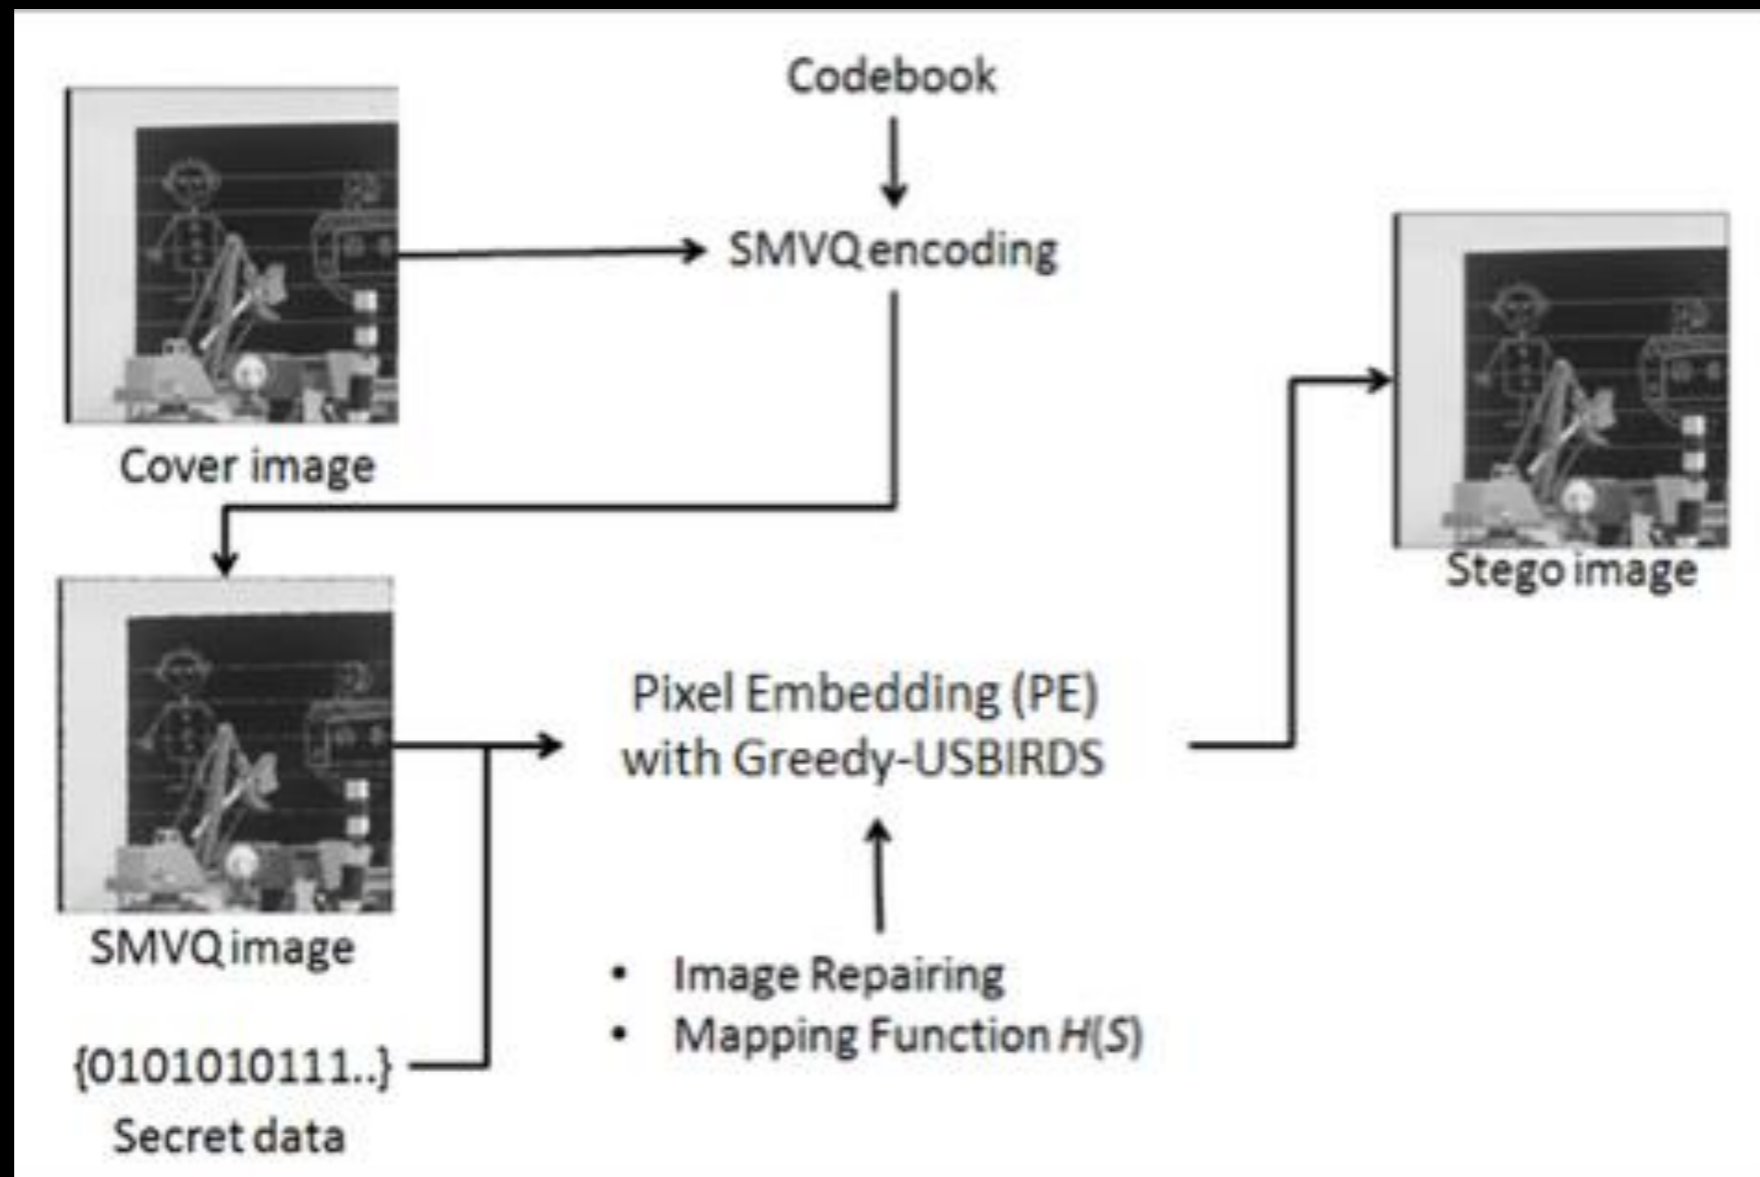 Codebook
SMVQ encoding
Cover image
Stego image
Pixel Embedding (PE)
with Greedy-USBIRDS
SMVQ image
• Image Repairing
• Mapping Function H(S)
{0101010111..}
Secret data